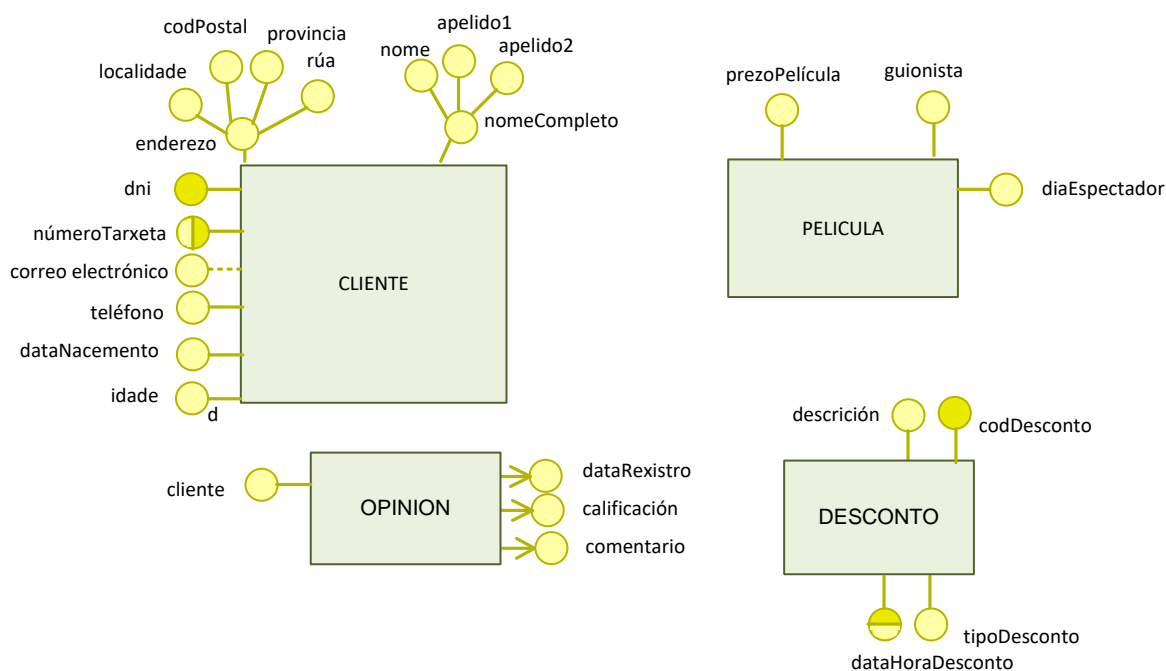 codPostal
provincia
rúa
localidade
enderezo
nome
apelido1
apelido2
nomeCompleto
dni
númeroTarxeta
correo electrónico
teléfono
dataNacemento
idade
d
CLIENTE
prezoPelícula
guionista
diaEspectador
PELICULA
cliente
OPINION
dataRexistro
calificación
comentario
descrición
codDesconto
DESCONTO
tipoDesconto
dataHoraDesconto